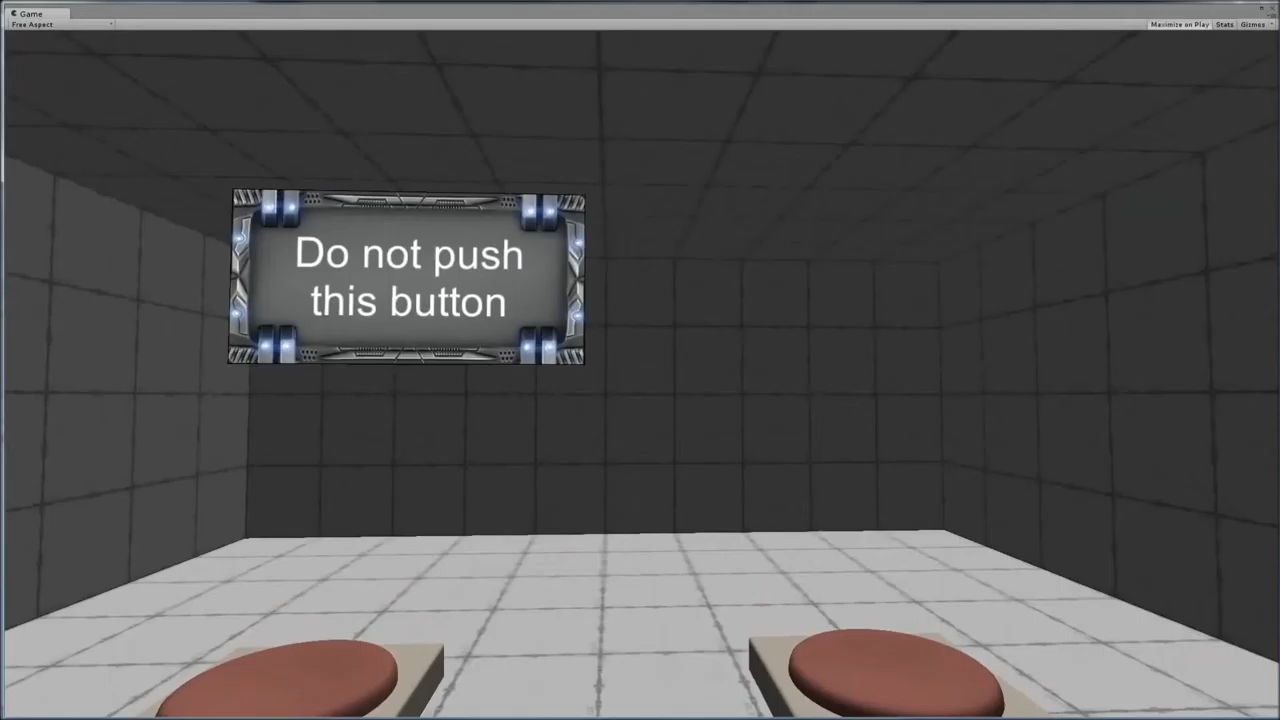 Game
Free Aspect
Maximize on Play Stats Gizmos
Do not push
this button